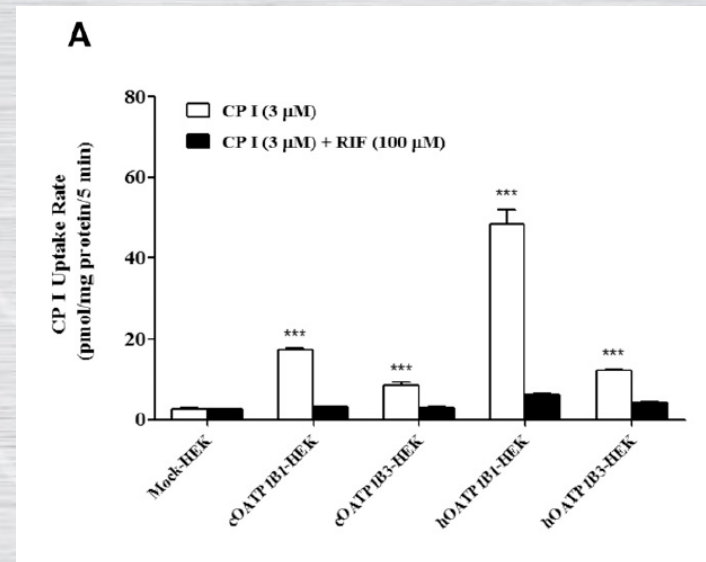 A
80
60
40
20
0
CP I Uptake Rate
(pmol/mg protein/5 min)
CP I (3 µM)
CP I (3 µM) + RIF (100 µM)
***
***
***
***
Mock-HEK
cOATP1B1-HEK
cOATP1B3-HEK
hOATP1B1-HEK
hOATP1B3-HEK